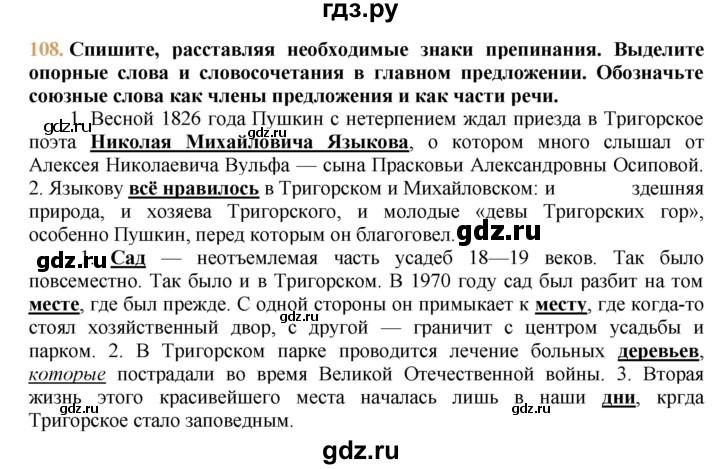 гдз.ру
108. Спишите, расставляя необходимые знаки препинания. Выделите
опорные слова и словосочетания в главном предложении. Обозначьте
союзные слова как члены предложения и как части речи.
1. Весной 1826 года Пушкин с нетерпением ждал приезда в Тригорское
gdz.ru
поэта Николая Михайловича Языкова, о котором много слышал от
Алексея Николаевича Вульфа — сына Прасковьи Александровны Осиповой.
2. Языкову всё нравилось в Тригорском и Михайловском: и здешняя
природа, и хозяева Тригорского, и молодые «девы Тригорских гор»,
особенно Пушкин, перед которым он благоговел.
gdz.ru
gdz.ru
1. Сад — неотъемлемая часть усадеб 18—19 веков. Так было
повсеместно. Так было и в Тригорском. В 1970 году сад был разбит на том
месте, где был прежде. С одной стороны он примыкает к месту, где когда-то
стоял хозяйственный двор, с другой — граничит с центром усадьбы и
gdz.ru
парком. 2. В Тригорском парке проводится лечение больных деревьев,
которые пострадали во время Великой Отечественной войны. 3. Вторая
жизнь этого красивейшего места началась лишь в наши дни, кргда
gdz.ru
Тригорское стало заповедным.
gdz.ru